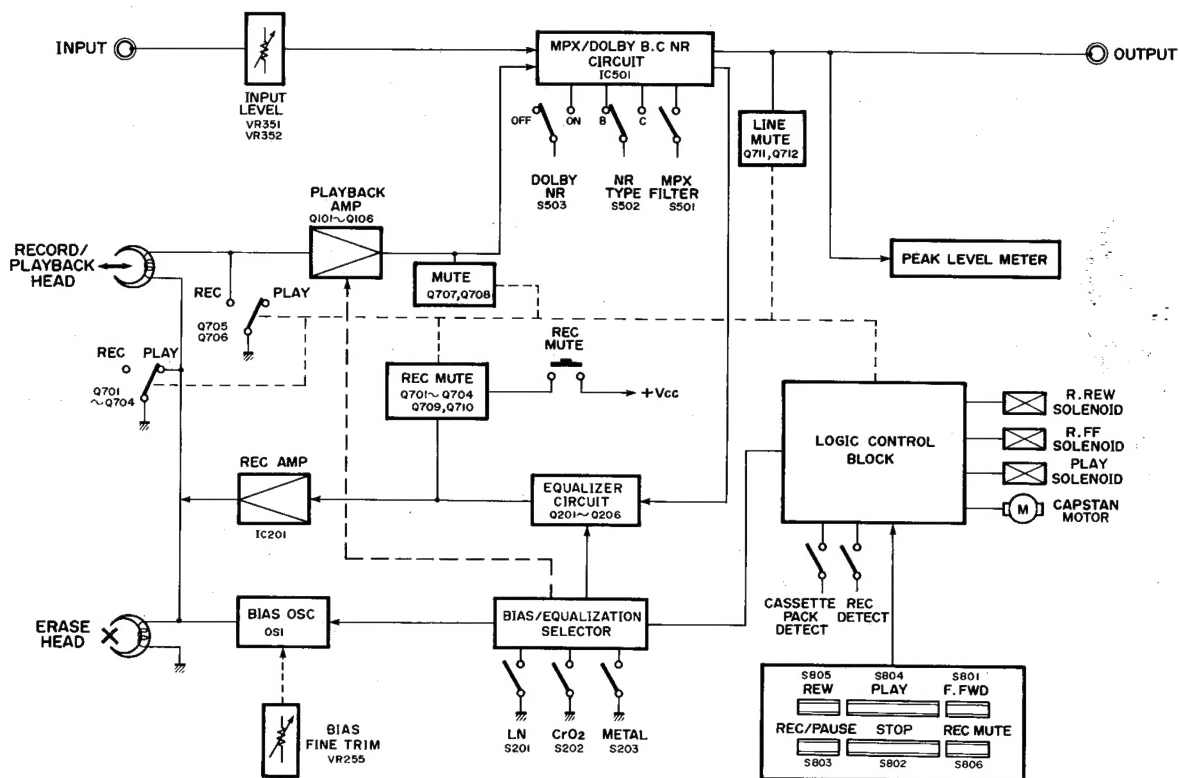 INPUT
INPUT
LEVEL
VR351
VR352
MPX/DOLBY B.C NR
CIRCUIT
IC501
OUTPUT
OFF
ON
B
C
DOLBY
NR
S503
NR
TYPE
S502
MPX
FILTER
S501
LINE
MUTE
Q711,Q712
PLAYBACK
AMP
Q101~Q106
RECORD/
PLAYBACK
HEAD
MUTE
Q707,Q708
PEAK LEVEL METER
REC
PLAY
Q705
Q706
REC
PLAY
Q701
~Q704
REC MUTE
Q701~Q704
Q709,Q710
REC
MUTE
+Vcc
LOGIC CONTROL
BLOCK
R.REW
SOLENOID
R.FF
SOLENOID
PLAY
SOLENOID
M
CAPSTAN
MOTOR
REC AMP
IC201
EQUALIZER
CIRCUIT
Q201~Q206
CASSETTE
PACK
DETECT
REC
DETECT
ERASE
HEAD
BIAS OSC
OS1
BIAS/EQUALIZATION
SELECTOR
LN
S201
CrO2
S202
METAL
S203
BIAS
FINE TRIM
VR255
S805
REW
S804
PLAY
S801
F.FWD
REC/PAUSE
S803
STOP
S802
REC MUTE
S806